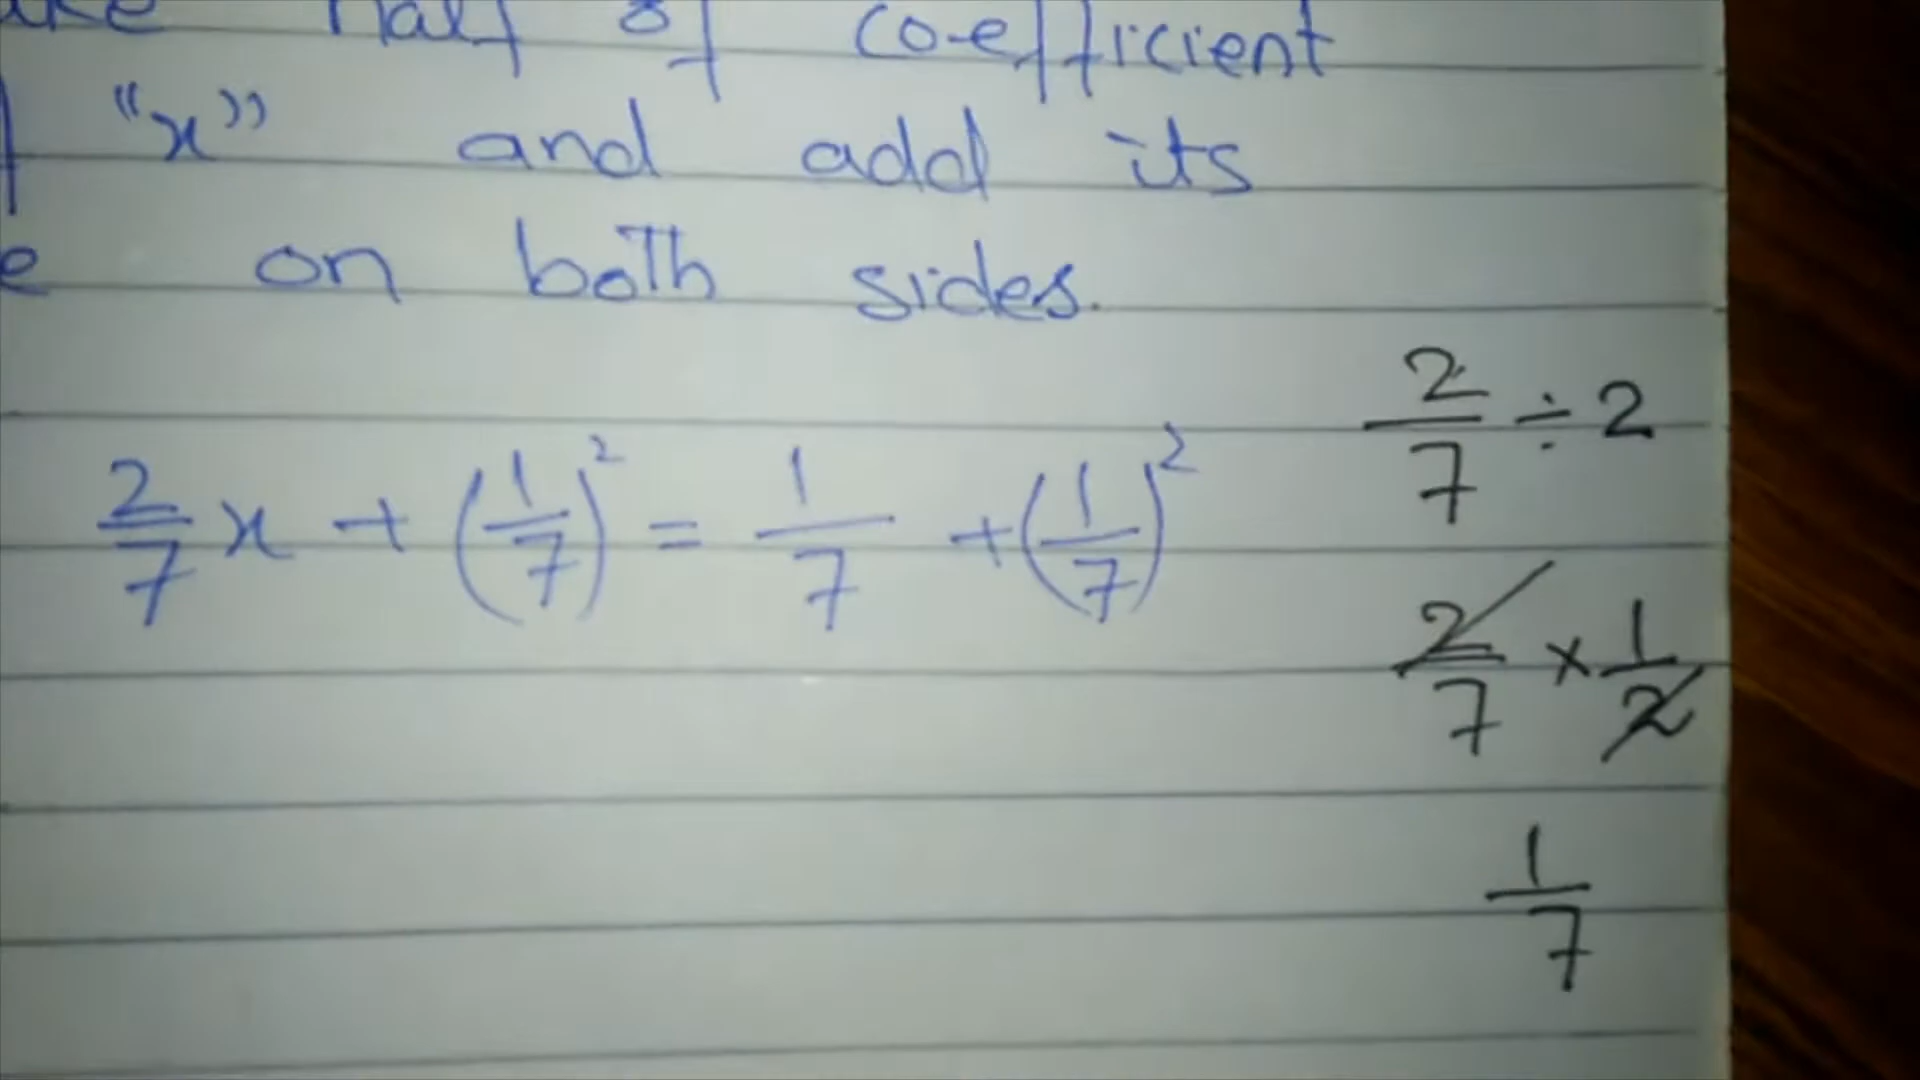 half of co-efficient
"x" and add its
on both sides.
2/7 x + (1/7)² = 1/7 + (1/7)²
2/7 ÷ 2
2/7 × 1/2
1/7